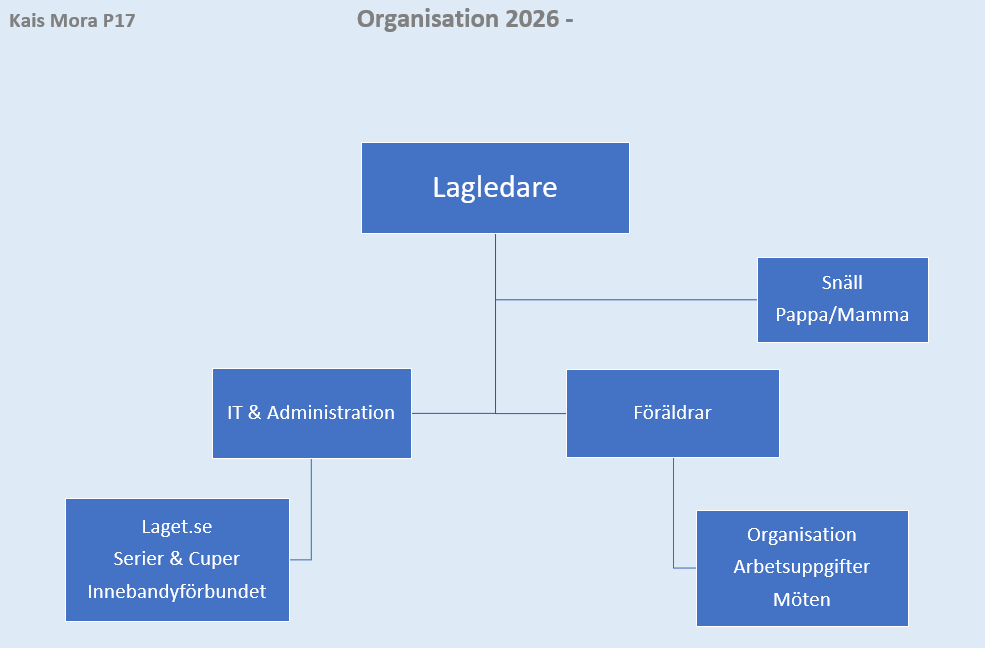 Kais Mora P17
Organisation 2026 -
Lagledare
Snäll
Pappa/Mamma
IT & Administration
Föräldrar
Laget.se
Serier & Cuper
Innebandyförbundet
Organisation
Arbetsuppgifter
Möten